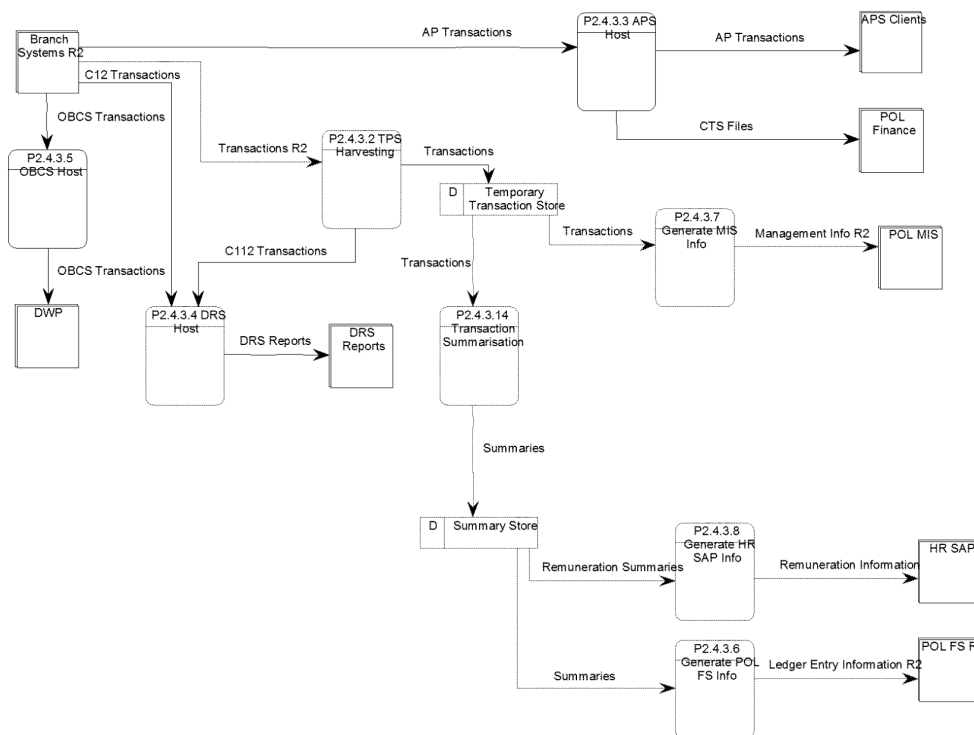 P2.4.3.3 APS
Host
APS Clients
Branch
Systems R2
AP Transactions
AP Transactions
C12 Transactions
OBCS Transactions
CTS Files
POL
Finance
P2.4.3.5
OBCS Host
Transactions R2
P2.4.3.2 TPS
Harvesting
Transactions
D
Temporary
Transaction Store
P2.4.3.7
Generate MIS
Info
Transactions
Management Info R2
POL MIS
C112 Transactions
Transactions
OBCS Transactions
DWP
P2.4.3.4 DRS
Host
DRS Reports
DRS
Reports
P2.4.3.14
Transaction
Summarisation
Summaries
D
Summary Store
P2.4.3.8
Generate HR
SAP Info
Remuneration Summaries
Remuneration Information
HR SAP
P2.4.3.6
Generate POL
FS Info
Summaries
Ledger Entry Information R2
POL FS